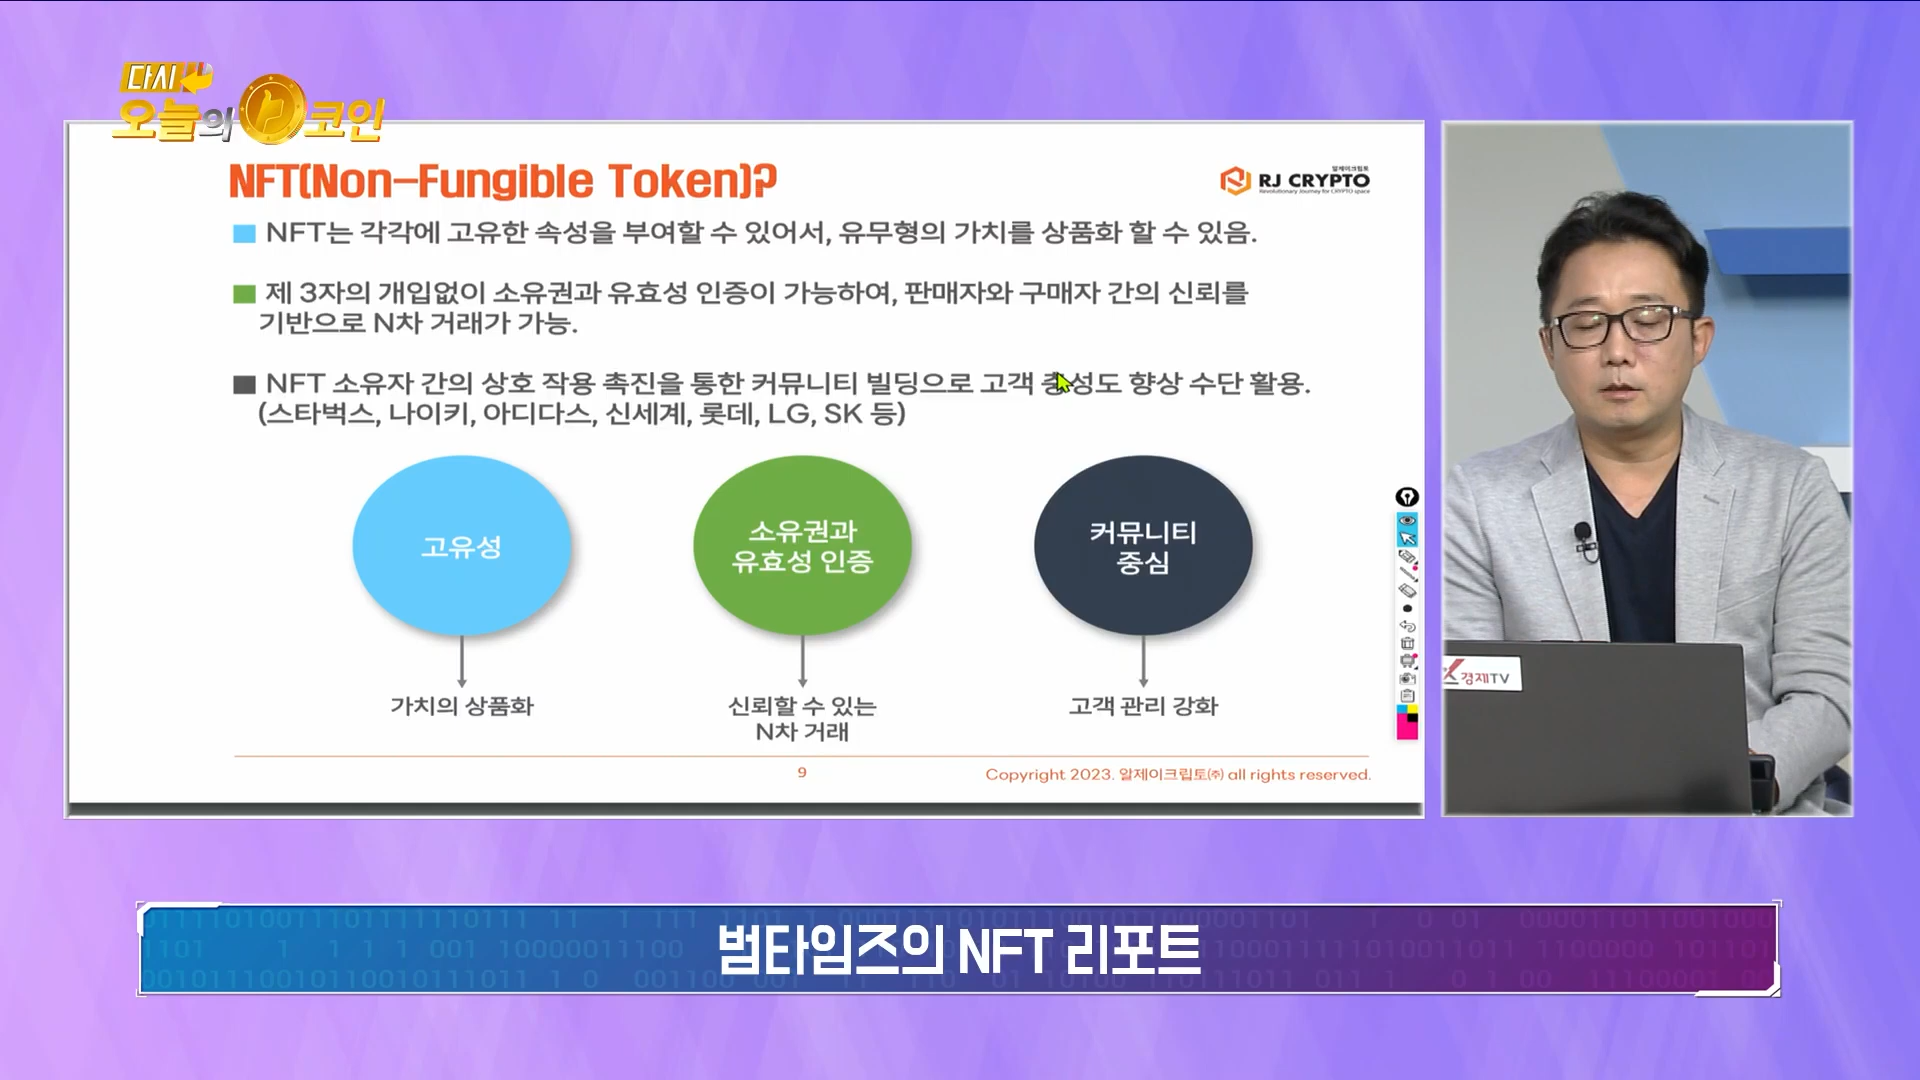 다시
오늘의 코인
NFT(Non-Fungible Token)?
알제이크립토
RJ CRYPTO
Revolutionary Journey for CRYPTO space
NFT는 각각에 고유한 속성을 부여할 수 있어서, 유무형의 가치를 상품화 할 수 있음.
제 3자의 개입없이 소유권과 유효성 인증이 가능하여, 판매자와 구매자 간의 신뢰를
기반으로 N차 거래가 가능.
NFT 소유자 간의 상호 작용 촉진을 통한 커뮤니티 빌딩으로 고객 충성도 향상 수단 활용.
(스타벅스, 나이키, 아디다스, 신세계, 롯데, LG, SK 등)
고유성
소유권과
유효성 인증
커뮤니티
중심
가치의 상품화
신뢰할 수 있는
N차 거래
고객 관리 강화
9
Copyright 2023. 알제이크립토㈜ all rights reserved.
경제TV
범타임즈의 NFT 리포트